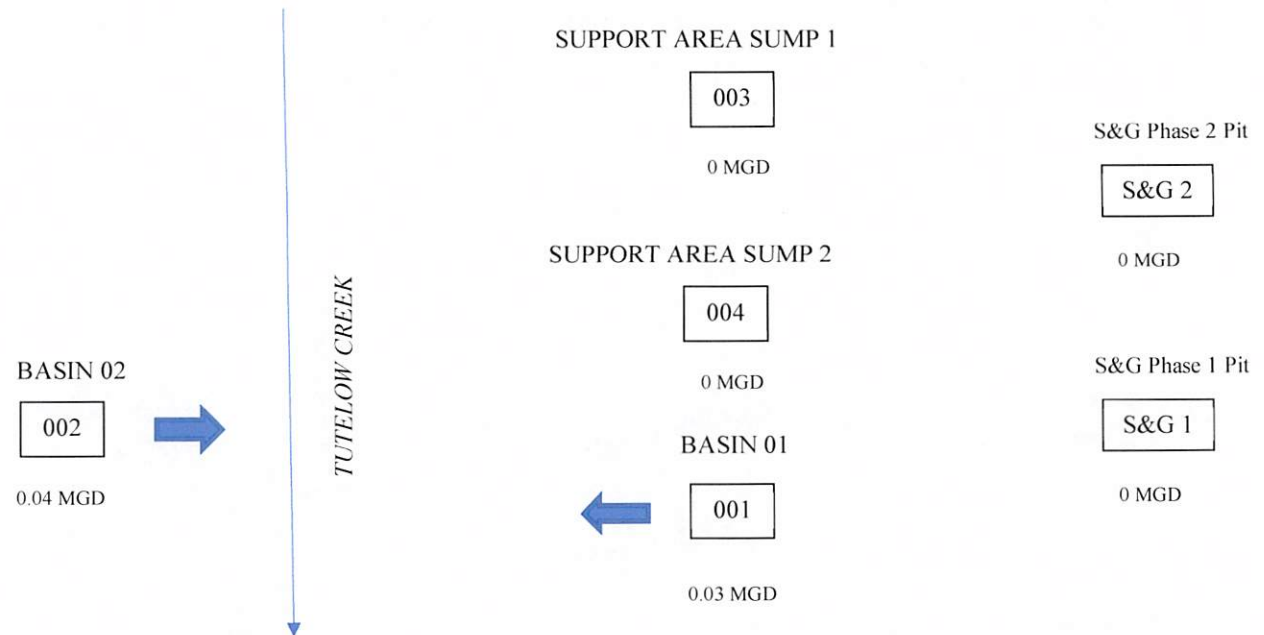 SUPPORT AREA SUMP 1
003
0 MGD
S&G Phase 2 Pit
S&G 2
0 MGD
SUPPORT AREA SUMP 2
004
0 MGD
TUTELOW CREEK
BASIN 02
002
0.04 MGD
S&G Phase 1 Pit
S&G 1
0 MGD
BASIN 01
001
0.03 MGD